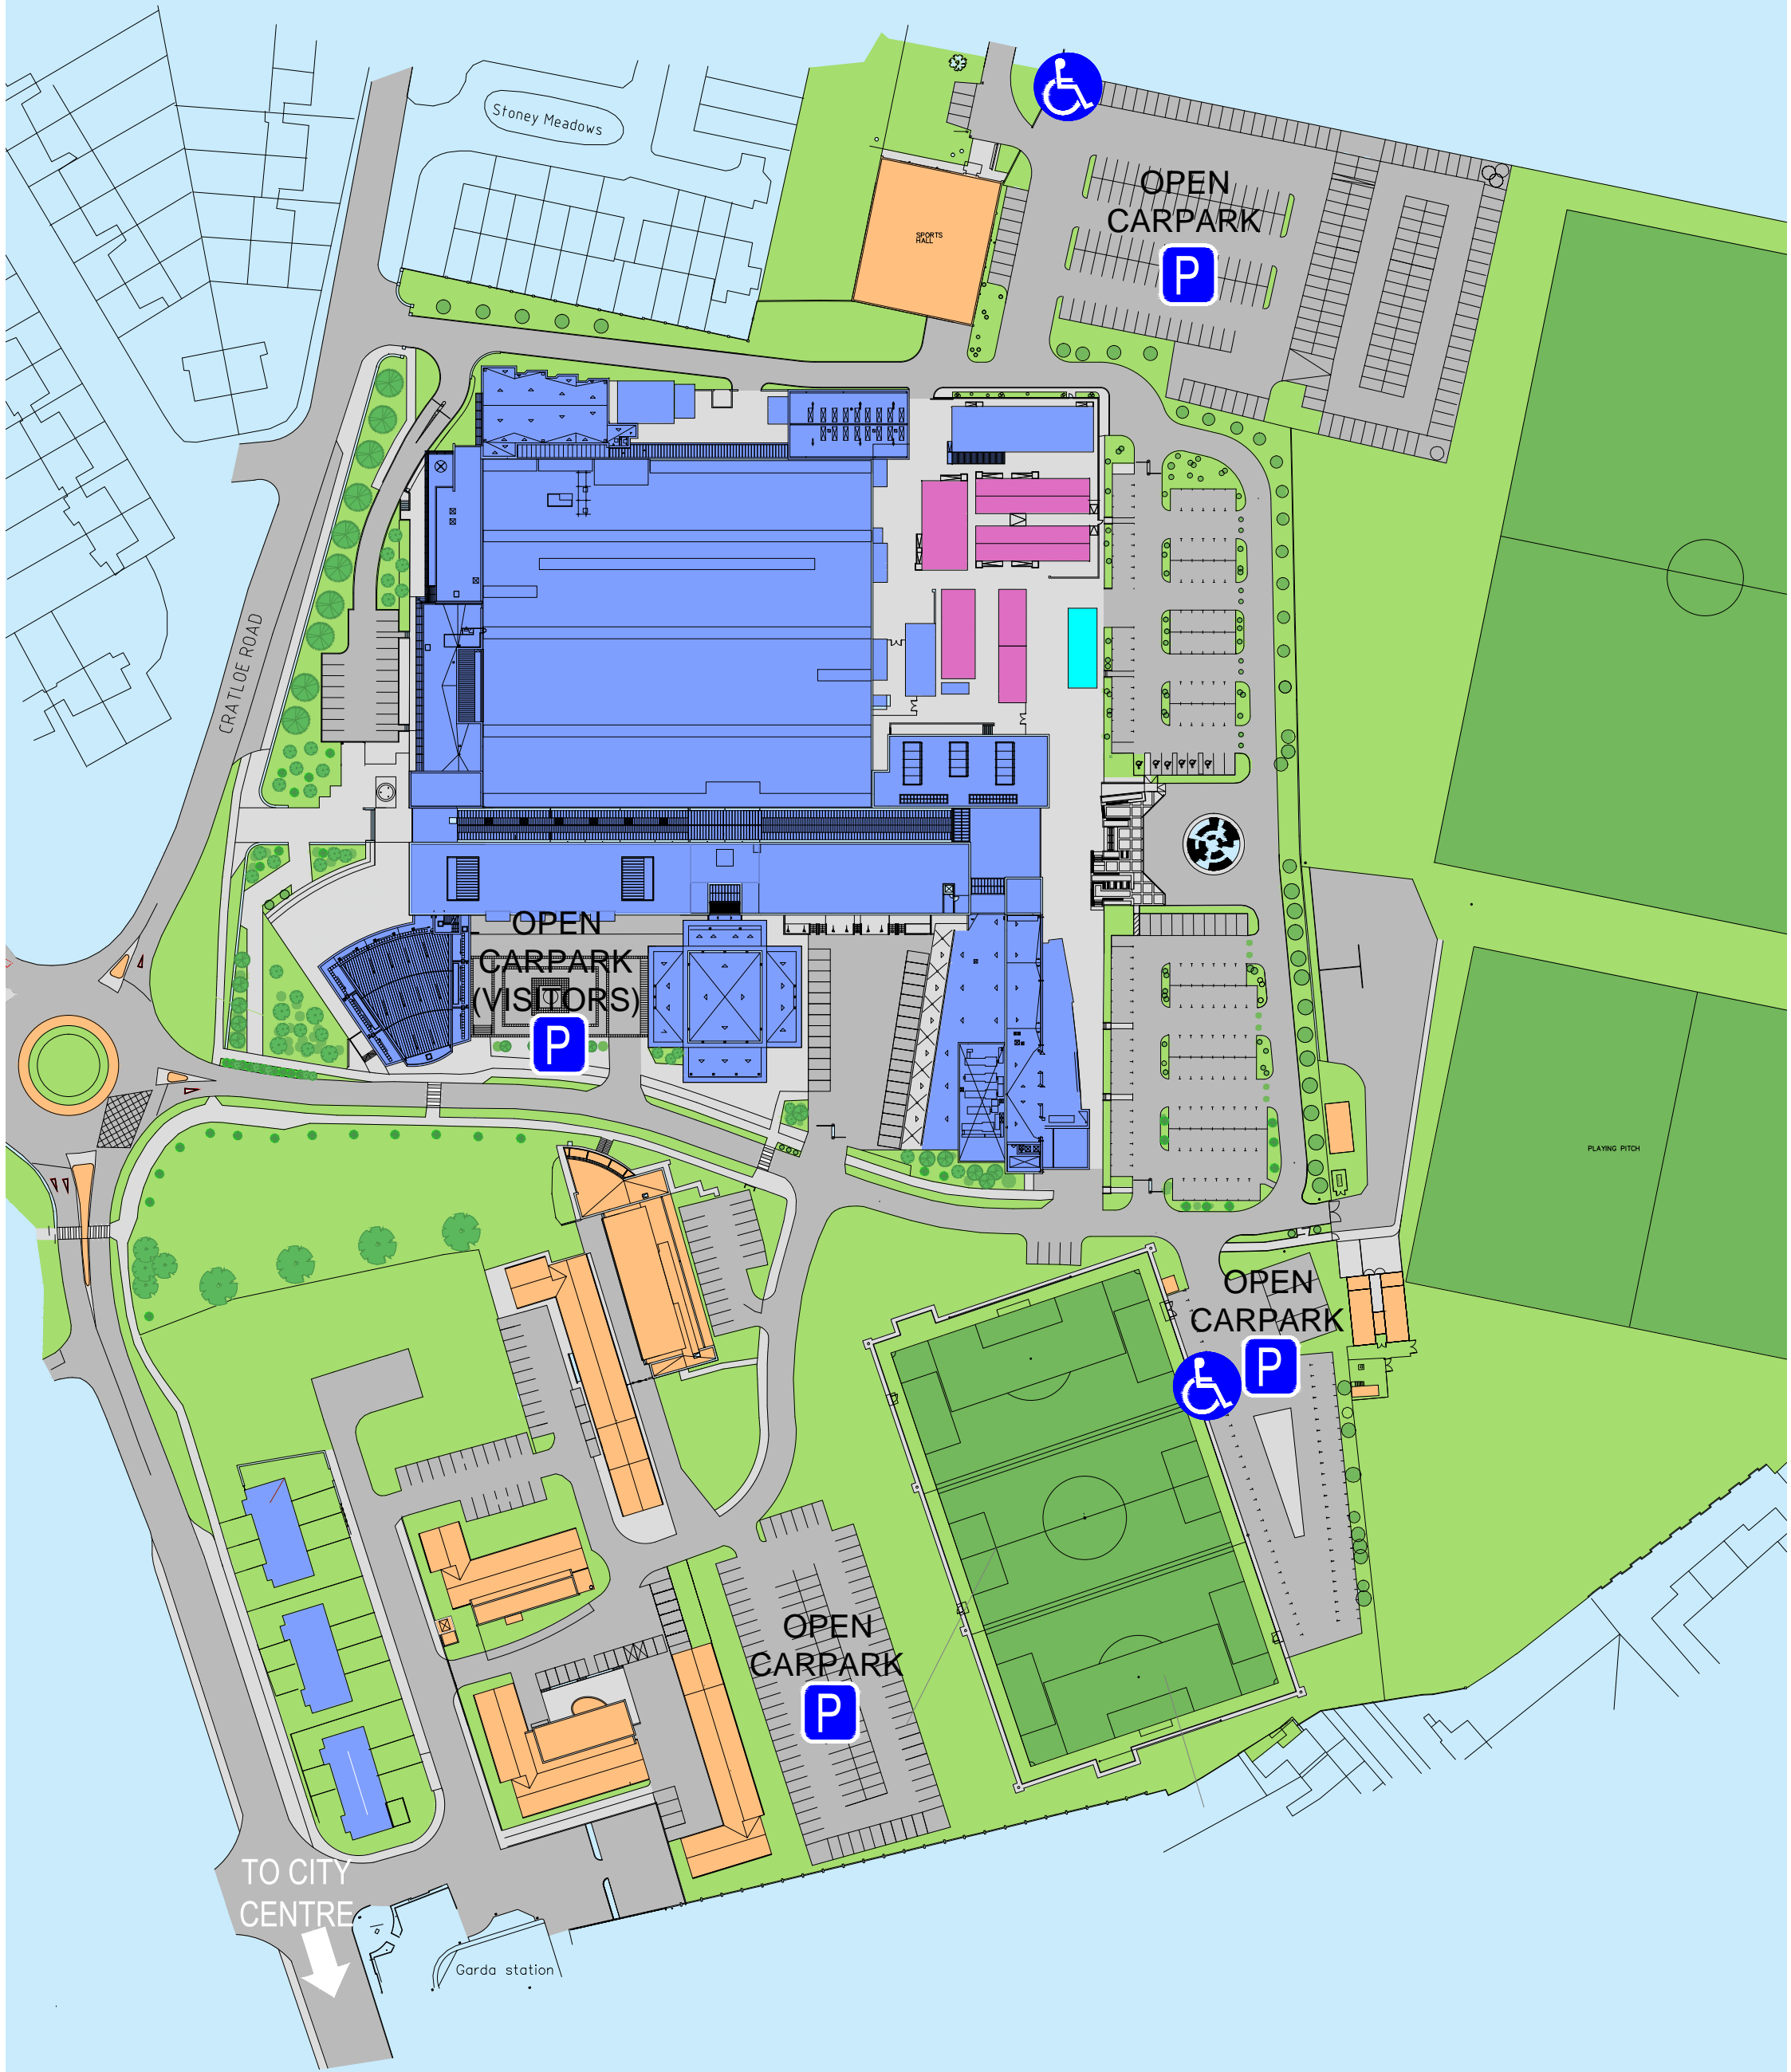 Stoney Meadows
OPEN
CARPARK
P
SPORTS
HALL
CRATLOE ROAD
OPEN
CARPARK
(VISITORS)
P
PLAYING PITCH
OPEN
CARPARK
P
OPEN
CARPARK
P
TO CITY
CENTRE
Garda station